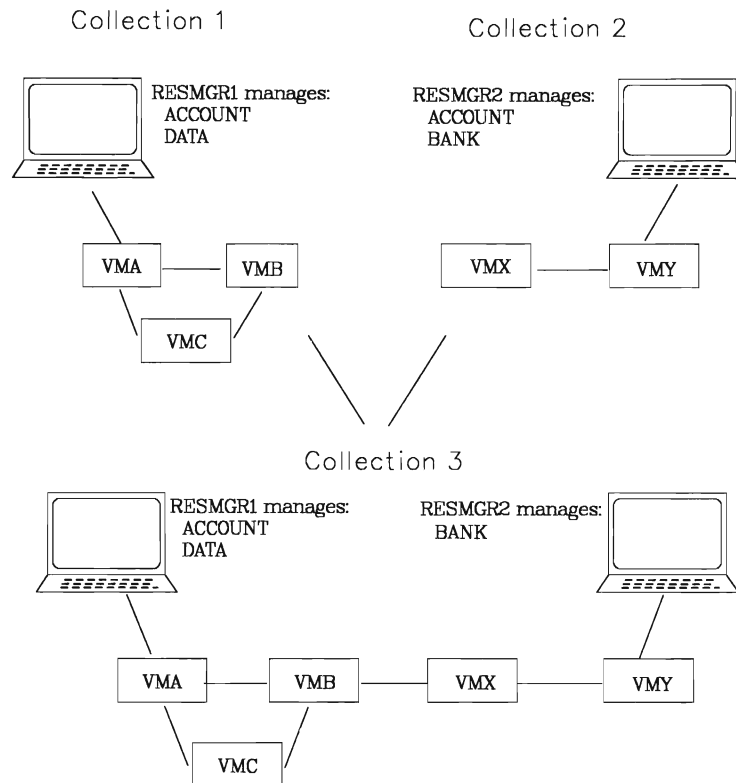 Collection 1
Collection 2
RESMGR1 manages:
ACCOUNT
DATA
RESMGR2 manages:
ACCOUNT
BANK
VMA
VMB
VMX
VMY
VMC
Collection 3
RESMGR1 manages:
ACCOUNT
DATA
RESMGR2 manages:
BANK
VMA
VMB
VMX
VMY
VMC